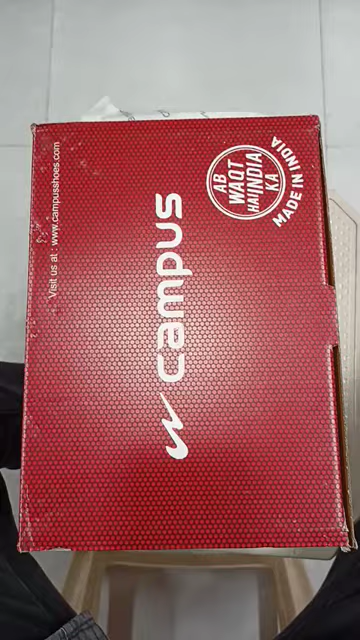 Visit us at : www.campusshoes.com
campus
AB
WAQT
HAI INDIA
KA
MADE IN INDIA